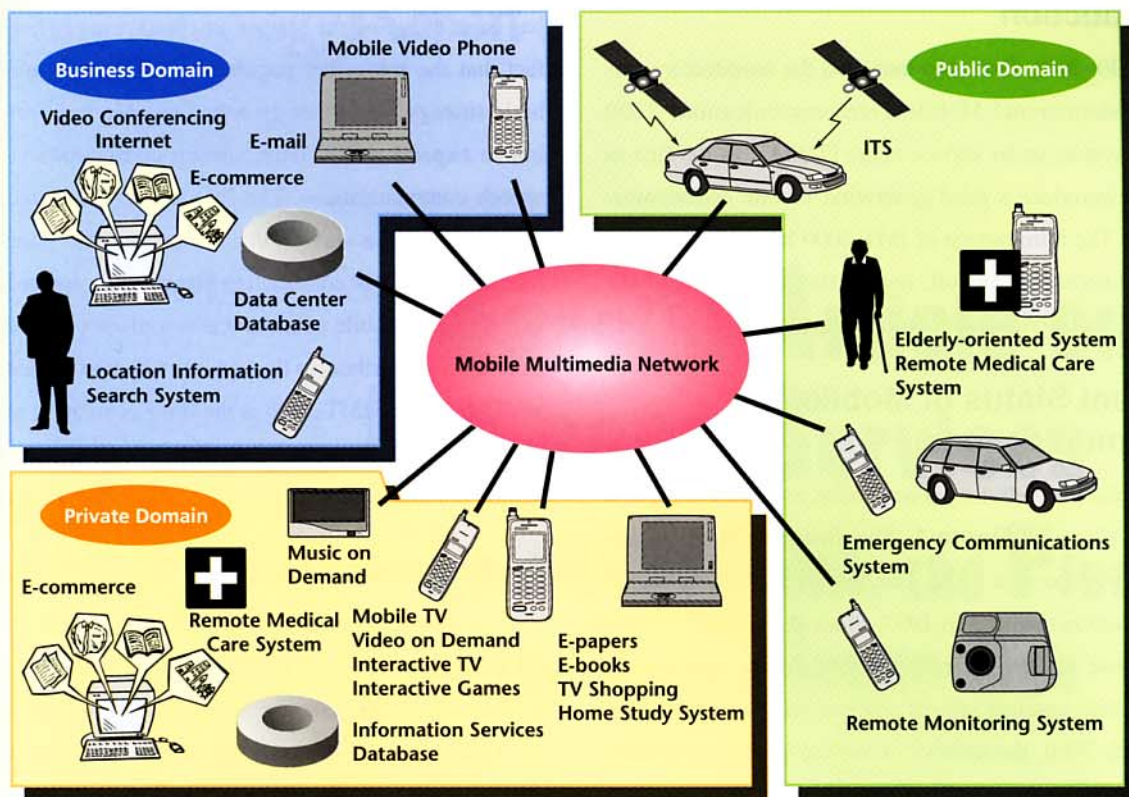 Business Domain
Mobile Video Phone
Video Conferencing
Internet
E-mail
E-commerce
Data Center
Database
Location Information
Search System
Public Domain
ITS
Elderly-oriented System
Remote Medical Care
System
Emergency Communications
System
Remote Monitoring System
Mobile Multimedia Network
Private Domain
E-commerce
Remote Medical
Care System
Music on
Demand
Mobile TV
Video on Demand
Interactive TV
Interactive Games
Information Services
Database
E-papers
E-books
TV Shopping
Home Study System